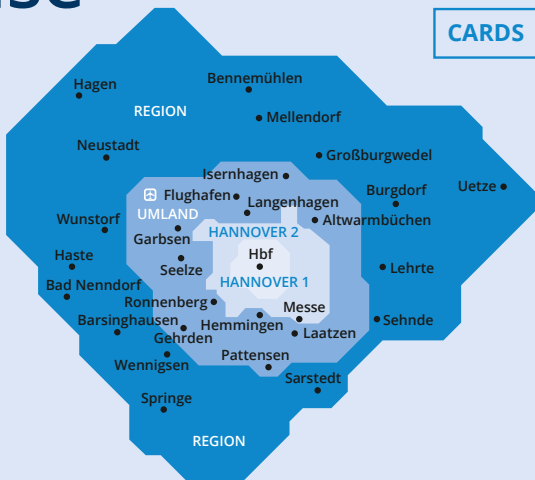 CARDS
Hagen
Bennemühlen
REGION
Mellendorf
Neustadt
Großburgwedel
Isernhagen
Flughafen
Burgdorf
Uetze
Langenhagen
UMLAND
Wunstorf
Altwarmbüchen
Garbsen
HANNOVER 2
Haste
Hbf
Seelze
Lehrte
Bad Nenndorf
HANNOVER 1
Ronnenberg
Messe
Barsinghausen
Hemmingen
Sehnde
Gehrden
Laatzen
Pattensen
Wennigsen
Sarstedt
Springe
REGION